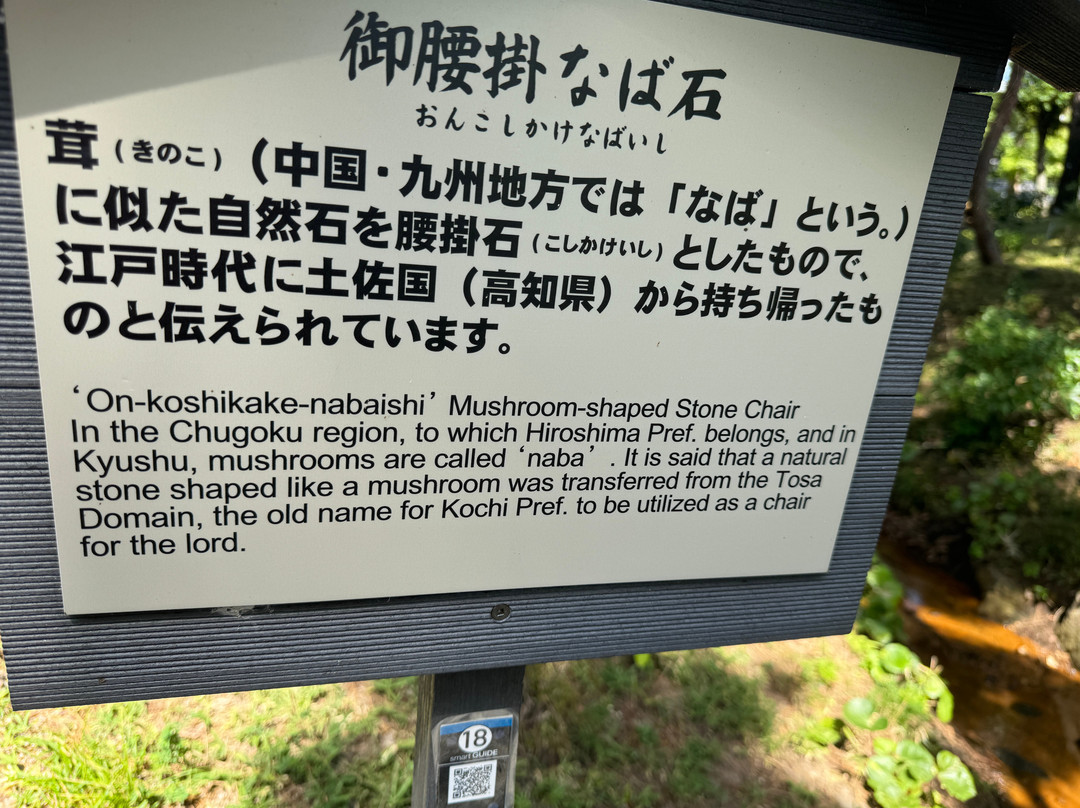 御腰掛なば石
おんこしかけなばいし
茸(きのこ)(中国・九州地方では「なば」という。)
に似た自然石を腰掛石(こしかけいし)としたもので、
江戸時代に土佐国(高知県)から持ち帰ったも
のと伝えられています。
‘On-koshikake-nabaishi’ Mushroom-shaped Stone Chair
In the Chugoku region, to which Hiroshima Pref. belongs, and in
Kyushu, mushrooms are called ‘naba’. It is said that a natural
stone shaped like a mushroom was transferred from the Tosa
Domain, the old name for Kochi Pref. to be utilized as a chair
for the lord.
18
smart GUIDE